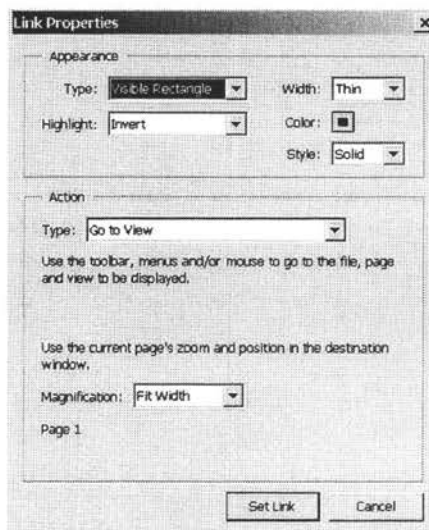 Link Properties
Appearance
Type: Visible Rectangle Width: Thin
Highlight: Invert Color:
Style: Solid
Action
Type: Go to View
Use the toolbar, menus and/or mouse to go to the file, page
and view to be displayed.
Use the current page's zoom and position in the destination
window.
Magnification: Fit Width
Page 1
Set Link Cancel